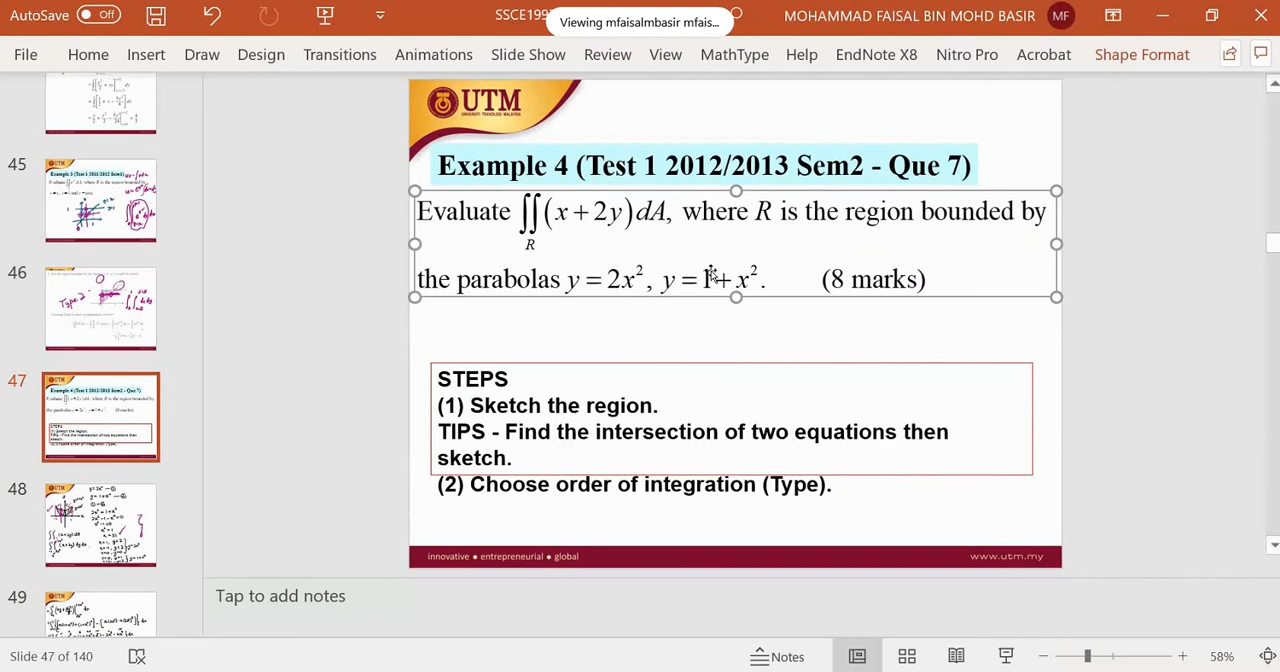 AutoSave Off SSCE199 Viewing mfaisalmbasir mfais... MOHAMMAD FAISAL BIN MOHD BASIR MF
File Home Insert Draw Design Transitions Animations Slide Show Review View MathType Help EndNote X8 Nitro Pro Acrobat Shape Format
45
46
47
48
49
UTM
UNIVERSITI TEKNOLOGI MALAYSIA
Example 4 (Test 1 2012/2013 Sem2 - Que 7)
Evaluate ∬(x + 2y)dA, where R is the region bounded by
R
the parabolas y = 2x², y = 1 + x². (8 marks)
STEPS
(1) Sketch the region.
TIPS - Find the intersection of two equations then
sketch.
(2) Choose order of integration (Type).
innovative ● entrepreneurial ● global www.utm.my
Tap to add notes
Slide 47 of 140 Notes 58%